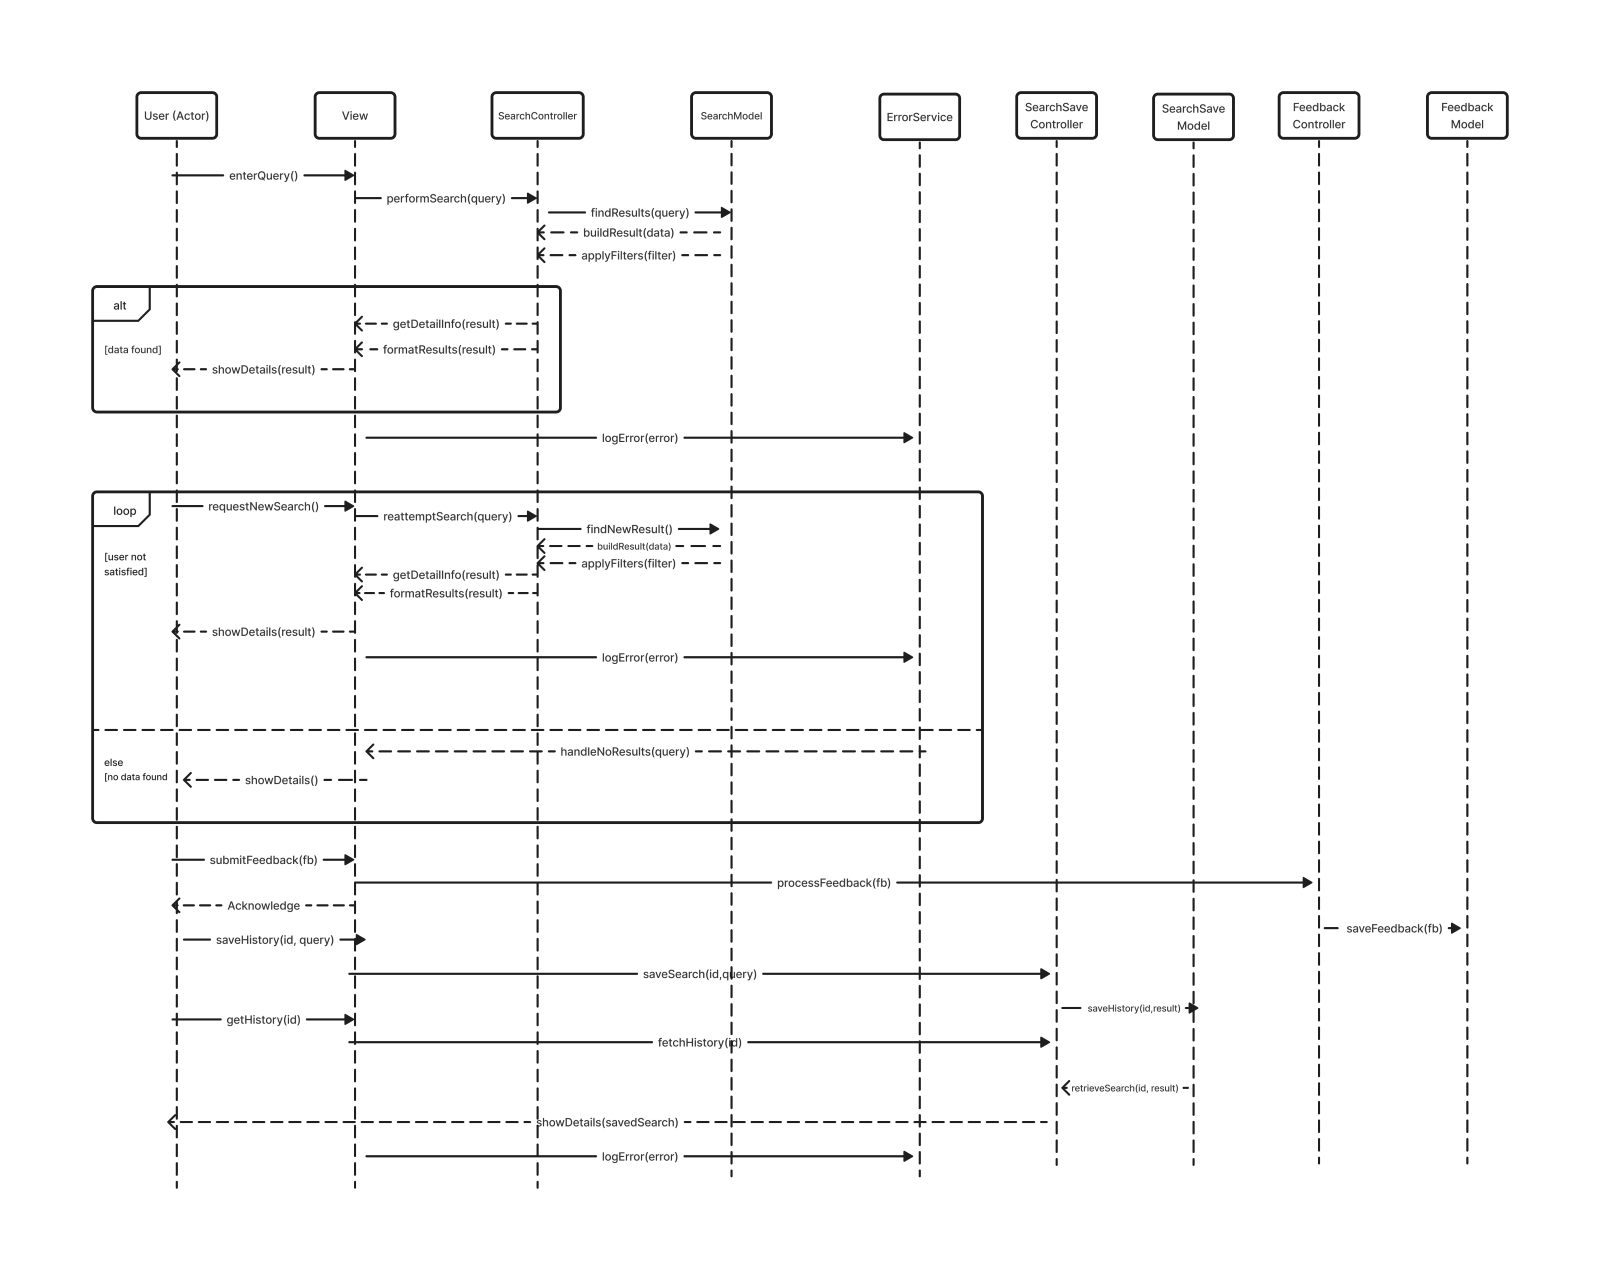 User (Actor)
View
SearchController
SearchModel
ErrorService
SearchSave
Controller
SearchSave
Model
Feedback
Controller
Feedback
Model
enterQuery()
performSearch(query)
findResults(query)
buildResult(data)
applyFilters(filter)
alt
getDetailInfo(result)
[data found]
formatResults(result)
showDetails(result)
logError(error)
loop
requestNewSearch()
reattemptSearch(query)
findNewResult()
buildResult(data)
[user not
satisfied]
applyFilters(filter)
getDetailInfo(result)
formatResults(result)
showDetails(result)
logError(error)
handleNoResults(query)
else
[no data found
showDetails()
submitFeedback(fb)
processFeedback(fb)
Acknowledge
saveFeedback(fb)
saveHistory(id, query)
saveSearch(id,query)
saveHistory(id,result)
getHistory(id)
fetchHistory(id)
retrieveSearch(id, result)
showDetails(savedSearch)
logError(error)